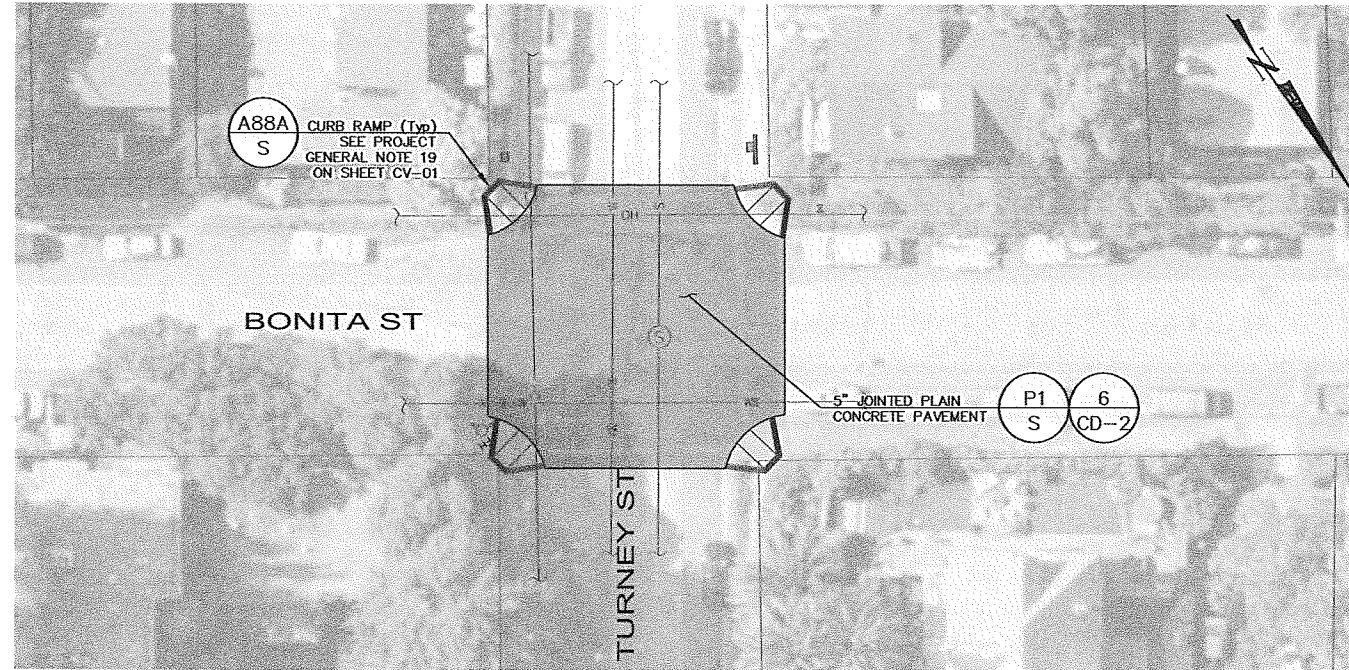 A88A
S
CURB RAMP (Typ)
SEE PROJECT
GENERAL NOTE 19
ON SHEET CV-01
N
OH
S
BONITA ST
S
5" JOINTED PLAIN
CONCRETE PAVEMENT
P1
S
6
CD-2
TURNEY ST